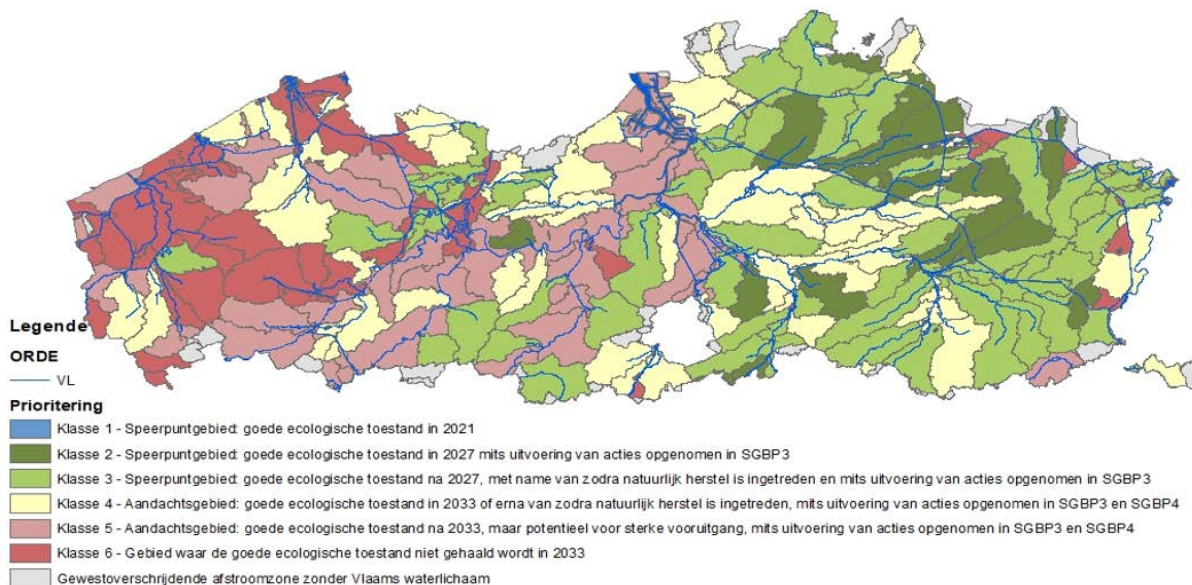 Legende
ORDE
VL
Prioritering
Klasse 1 - Speerpuntgebied: goede ecologische toestand in 2021
Klasse 2 - Speerpuntgebied: goede ecologische toestand in 2027 mits uitvoering van acties opgenomen in SGBP3
Klasse 3 - Speerpuntgebied: goede ecologische toestand na 2027, met name van zodra natuurlijk herstel is ingetreden en mits uitvoering van acties opgenomen in SGBP3
Klasse 4 - Aandachtsgebied: goede ecologische toestand in 2033 of erna van zodra natuurlijk herstel is ingetreden, mits uitvoering van acties opgenomen in SGBP3 en SGBP4
Klasse 5 - Aandachtsgebied: goede ecologische toestand na 2033, maar potentieel voor sterke vooruitgang, mits uitvoering van acties opgenomen in SGBP3 en SGBP4
Klasse 6 - Gebied waar de goede ecologische toestand niet gehaald wordt in 2033
Gewestoverschrijdende afstroomzone zonder Vlaams waterlichaam